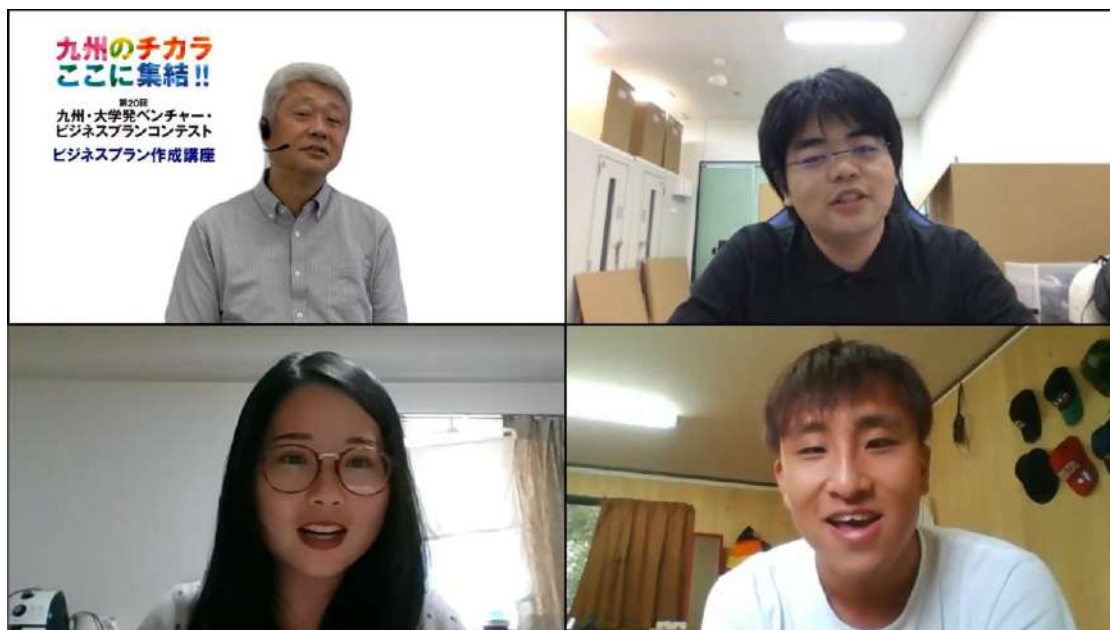 九州のチカラ
ここに集結!!
第20回
九州・大学発ベンチャー・
ビジネスプランコンテスト
ビジネスプラン作成講座